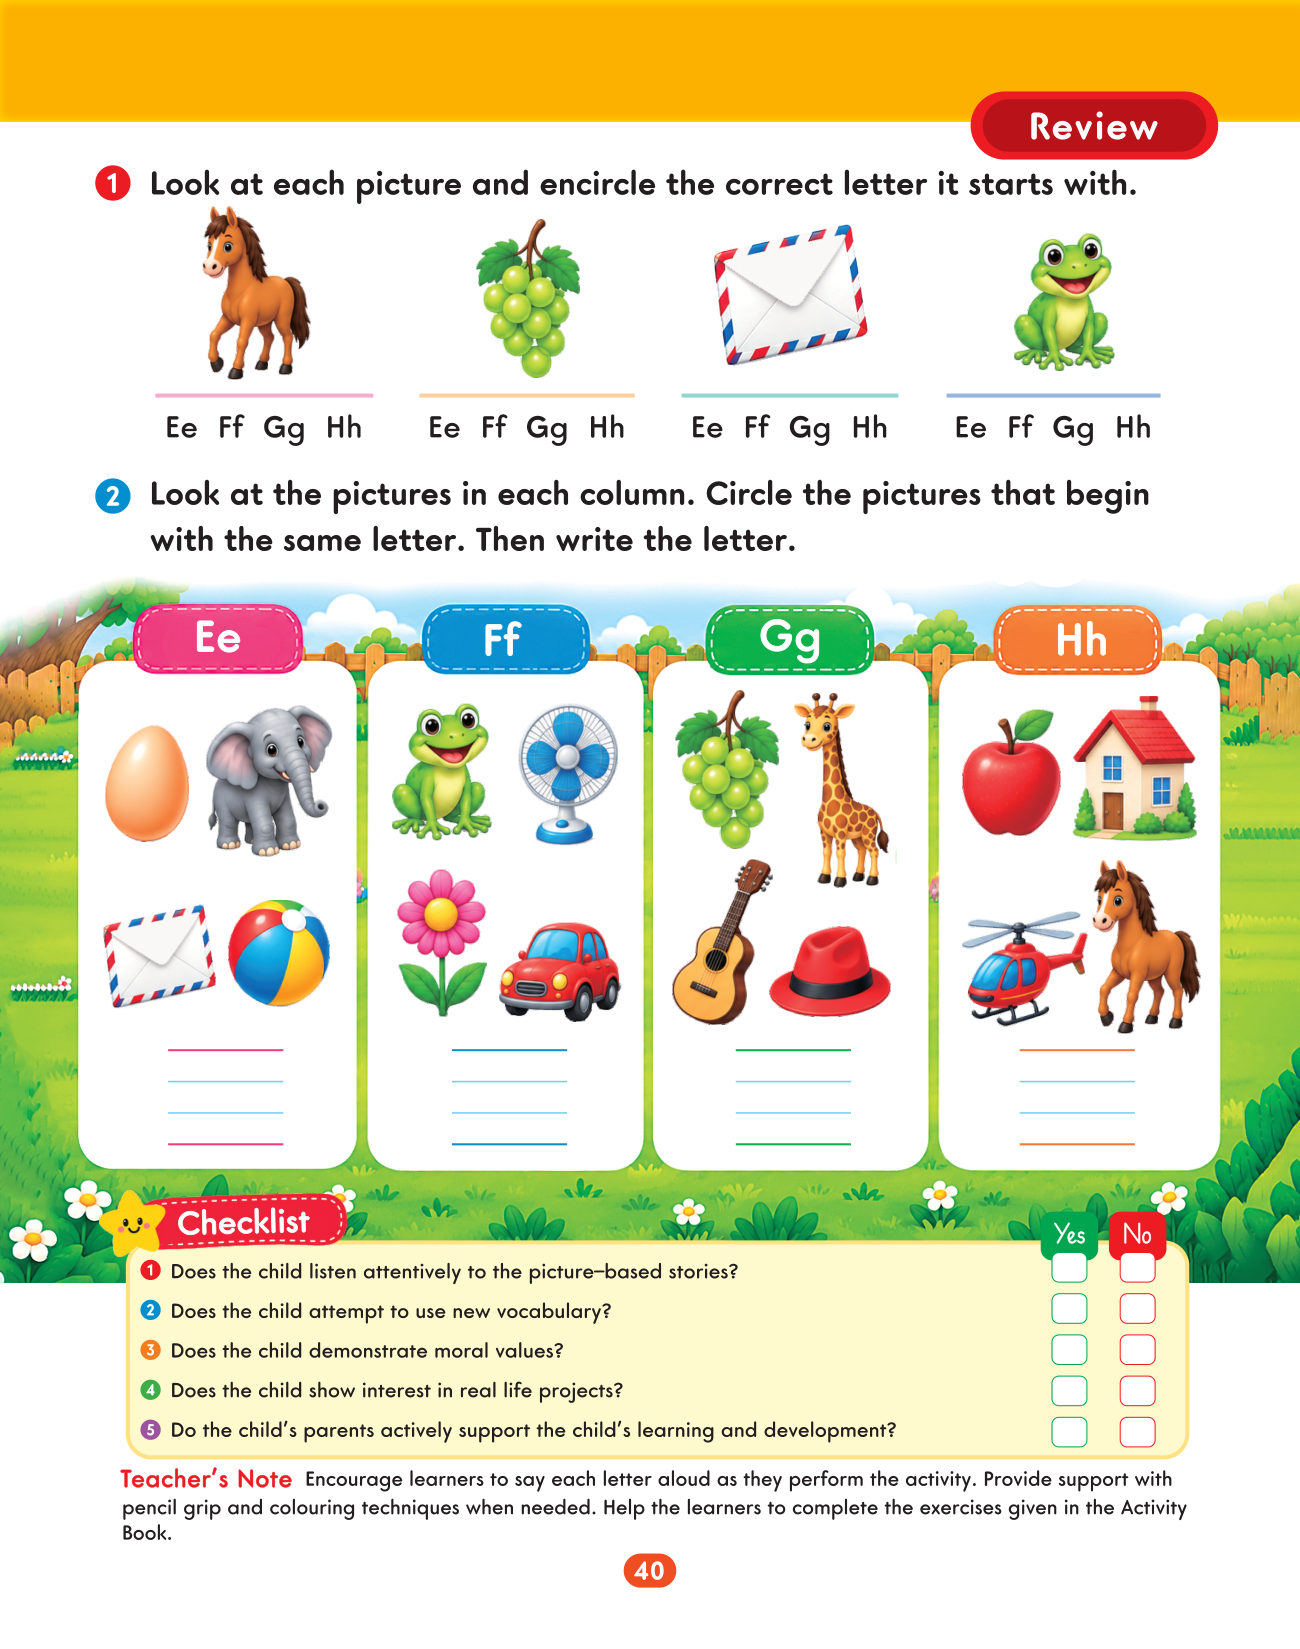 Review
1 Look at each picture and encircle the correct letter it starts with.
Ee Ff Gg Hh
Ee Ff Gg Hh
Ee Ff Gg Hh
Ee Ff Gg Hh
2 Look at the pictures in each column. Circle the pictures that begin
with the same letter. Then write the letter.
Ee
Ff
Gg
Hh
Checklist
Yes
No
1 Does the child listen attentively to the picture–based stories?
2 Does the child attempt to use new vocabulary?
3 Does the child demonstrate moral values?
4 Does the child show interest in real life projects?
5 Do the child's parents actively support the child's learning and development?
Teacher's Note Encourage learners to say each letter aloud as they perform the activity. Provide support with
pencil grip and colouring techniques when needed. Help the learners to complete the exercises given in the Activity
Book.
40